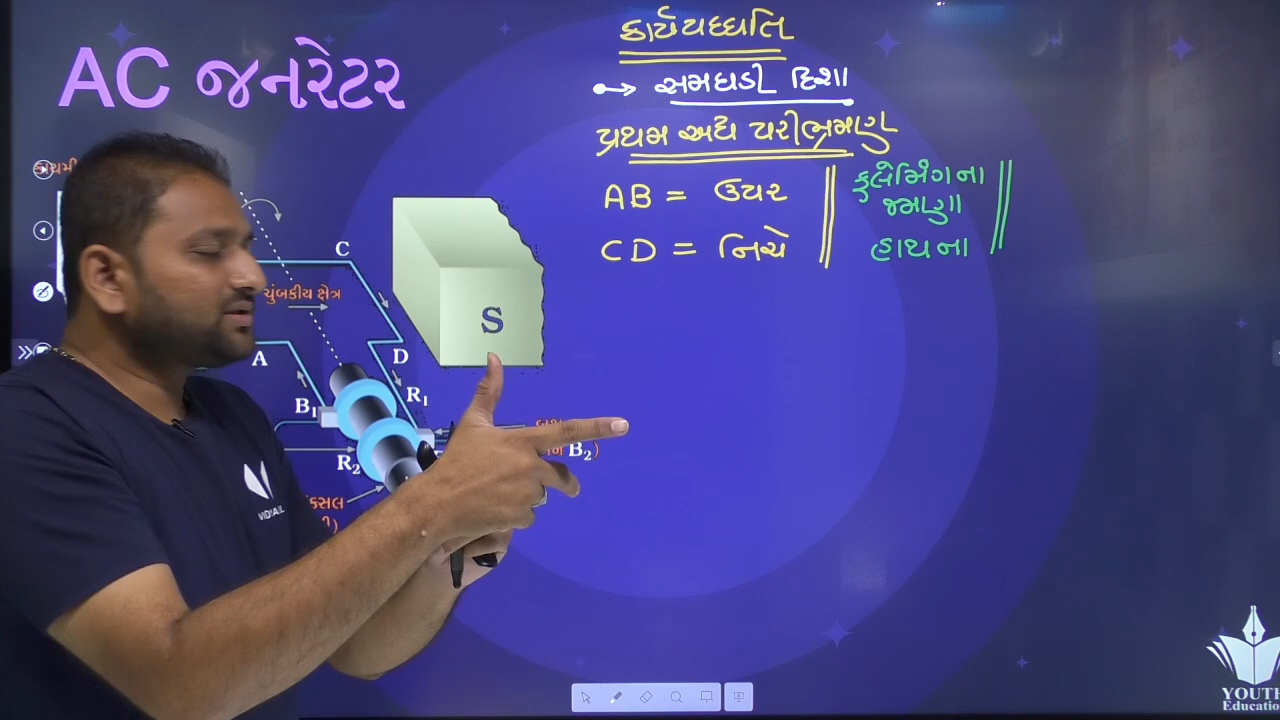 AC જનરેટર
કાર્યપધ્ધતિ
સમઘડી દિશા
પ્રથમ અર્ધ પરીભ્રમણ
AB = ઉપર
CD = નિચે
ફ્લેમિંગના
જમણા
હાથના
C
ચુંબકીય ક્ષેત્ર
S
A
D
B1
R1
R2
B2)
YOUTH
Education